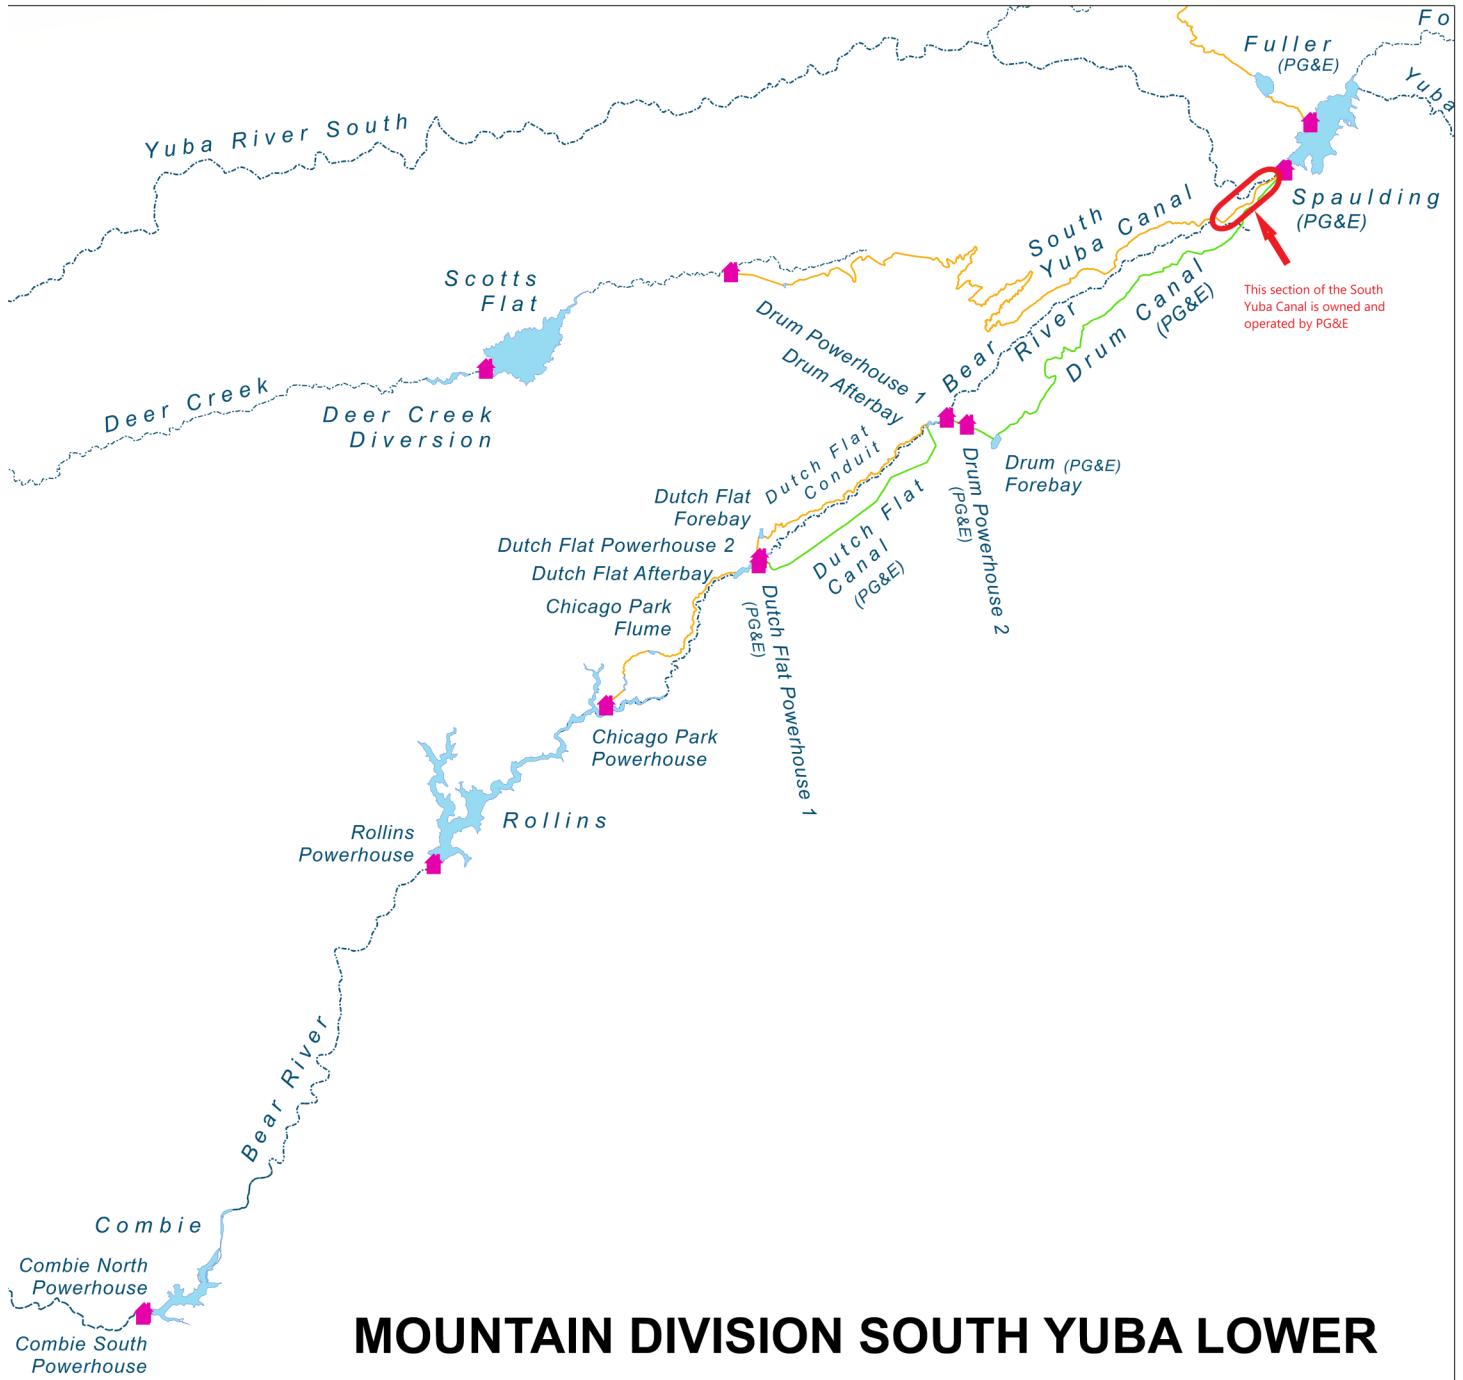 Fo
Fuller
(PG&E)
Yuba
Yuba River South
Spaulding
(PG&E)
South
Yuba Canal
This section of the South
Yuba Canal is owned and
operated by PG&E
Scotts
Flat
Drum Canal
(PG&E)
Bear
River
Drum Powerhouse 1
Drum Afterbay
Deer Creek
Deer Creek
Diversion
Dutch Flat
Conduit
Drum (PG&E)
Forebay
Drum Powerhouse 2
(PG&E)
Dutch Flat
Forebay
Dutch Flat
Canal
(PG&E)
Dutch Flat Powerhouse 2
Dutch Flat Afterbay
Chicago Park
Flume
Dutch Flat Powerhouse 1
(PG&E)
Chicago Park
Powerhouse
Rollins
Rollins
Powerhouse
Bear River
Combie
Combie North
Powerhouse
Combie South
Powerhouse
MOUNTAIN DIVISION SOUTH YUBA LOWER